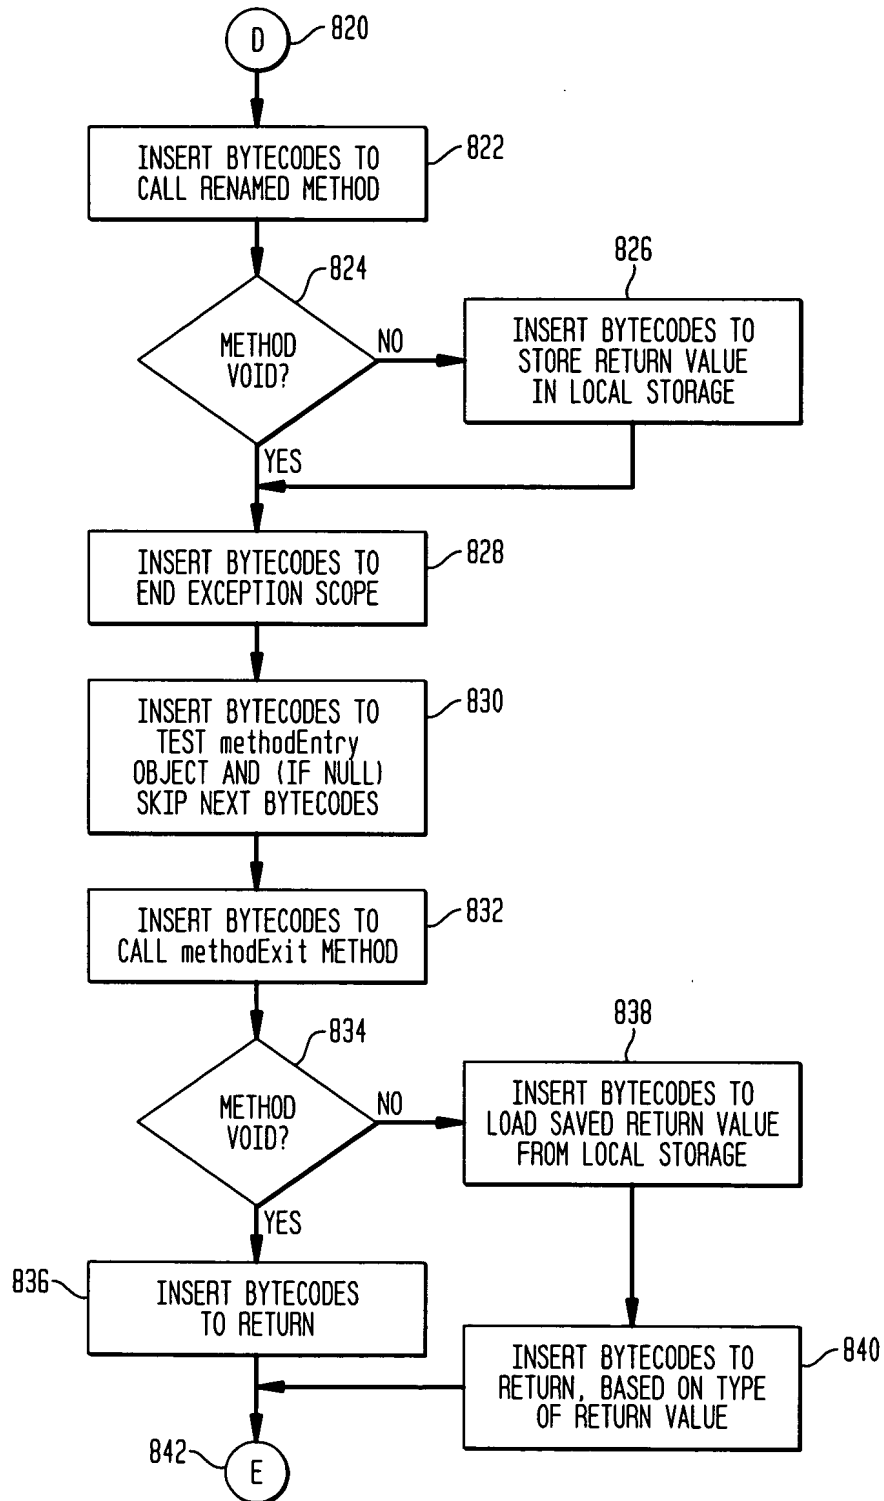 D
820
INSERT BYTECODES TO
CALL RENAMED METHOD
822
824
METHOD
VOID?
NO
YES
826
INSERT BYTECODES TO
STORE RETURN VALUE
IN LOCAL STORAGE
INSERT BYTECODES TO
END EXCEPTION SCOPE
828
INSERT BYTECODES TO
TEST methodEntry
OBJECT AND (IF NULL)
SKIP NEXT BYTECODES
830
INSERT BYTECODES TO
CALL methodExit METHOD
832
834
METHOD
VOID?
NO
YES
838
INSERT BYTECODES TO
LOAD SAVED RETURN VALUE
FROM LOCAL STORAGE
836
INSERT BYTECODES
TO RETURN
INSERT BYTECODES TO
RETURN, BASED ON TYPE
OF RETURN VALUE
840
842
E